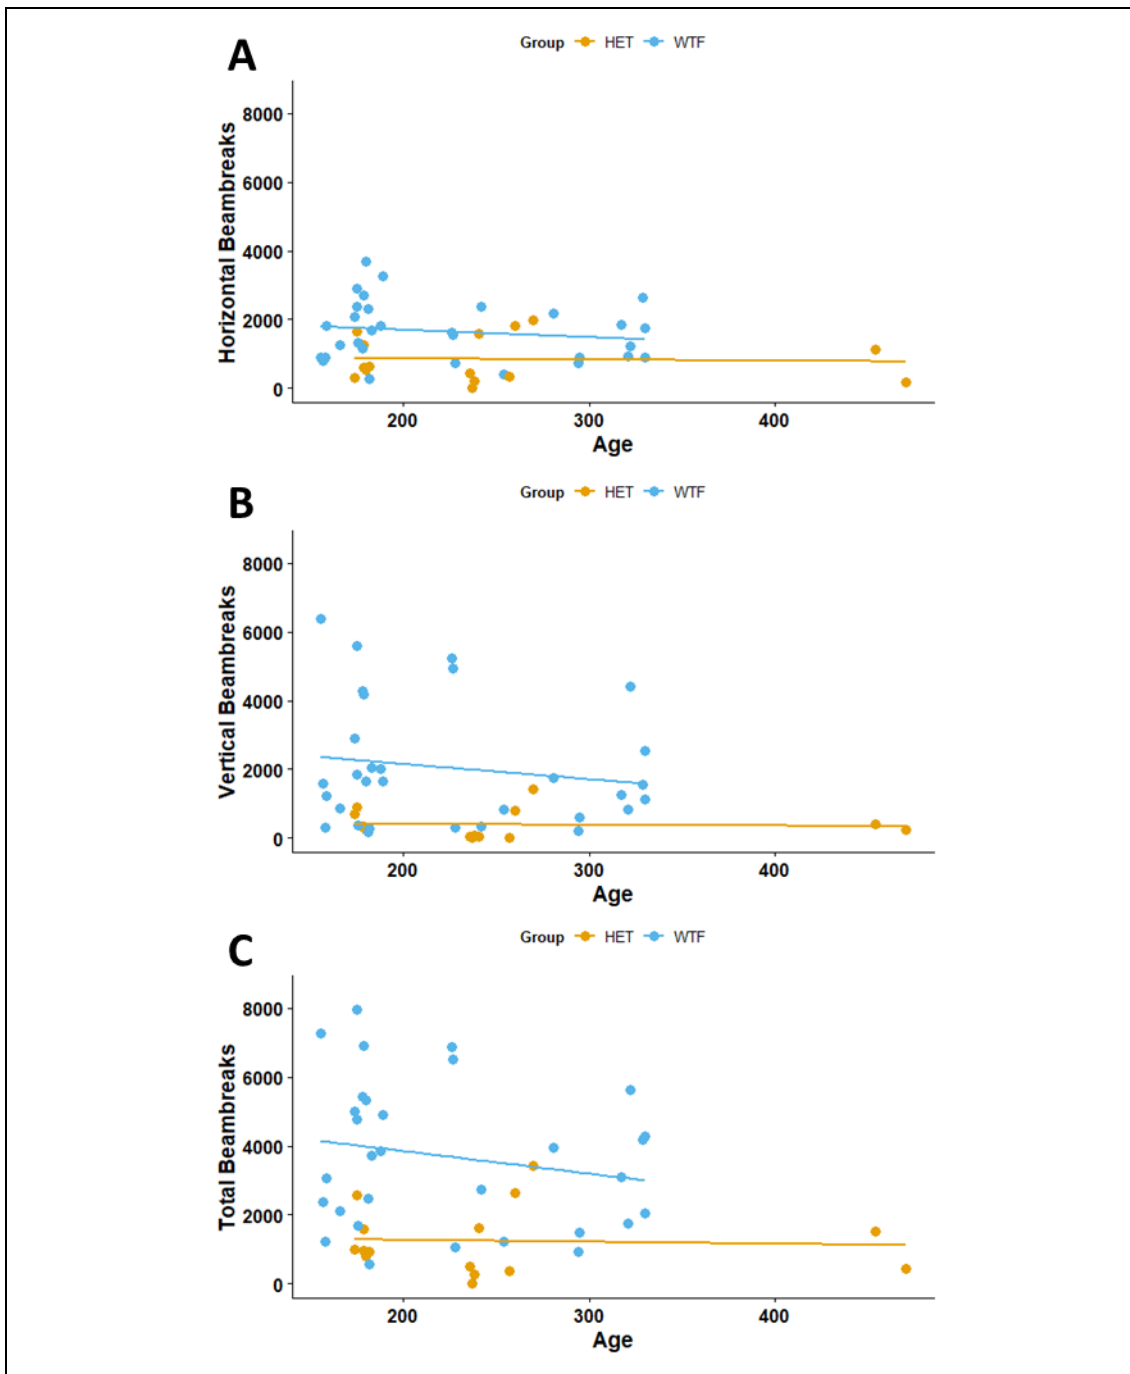 A
Group HET WTF
8000
6000
4000
2000
0
Horizontal Beambreaks
200 300 400
Age
B
Group HET WTF
8000
6000
4000
2000
0
Vertical Beambreaks
200 300 400
Age
C
Group HET WTF
8000
6000
4000
2000
0
Total Beambreaks
200 300 400
Age